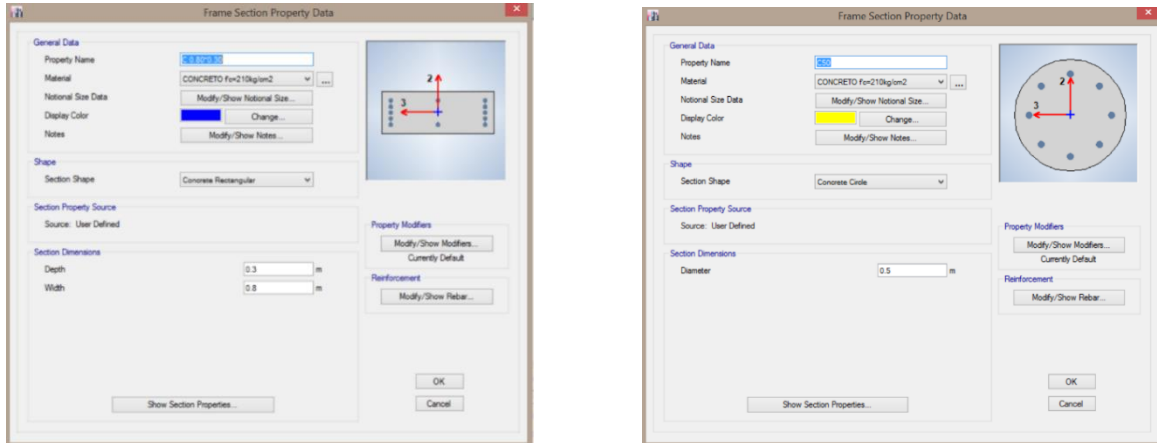 Frame Section Property Data
General Data
Property Name C 0.80*0.30
Material CONCRETO f'c=210kg/cm2 ...
Notional Size Data Modify/Show Notional Size...
Display Color Change...
Notes Modify/Show Notes...
2
3
Shape
Section Shape Concrete Rectangular
Section Property Source
Source: User Defined
Property Modifiers
Modify/Show Modifiers...
Currently Default
Section Dimensions
Depth 0.3 m
Width 0.8 m
Reinforcement
Modify/Show Rebar...
OK
Show Section Properties... Cancel
Frame Section Property Data
General Data
Property Name C50
Material CONCRETO f'c=210kg/cm2 ...
Notional Size Data Modify/Show Notional Size...
Display Color Change...
Notes Modify/Show Notes...
2
3
Shape
Section Shape Concrete Circle
Section Property Source
Source: User Defined
Property Modifiers
Modify/Show Modifiers...
Currently Default
Section Dimensions
Diameter 0.5 m
Reinforcement
Modify/Show Rebar...
OK
Show Section Properties... Cancel